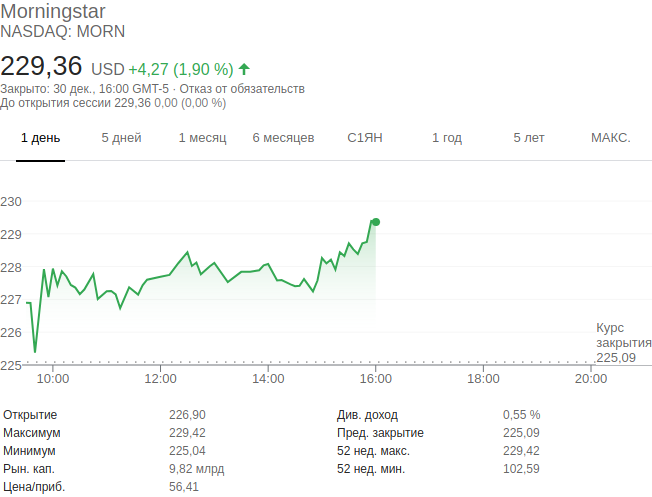 Morningstar
NASDAQ: MORN
229,36 USD +4,27 (1,90 %)
Закрыто: 30 дек., 16:00 GMT-5 · Отказ от обязательств
До открытия сессии 229,36 0,00 (0,00 %)
1 день 5 дней 1 месяц 6 месяцев С1ЯН 1 год 5 лет МАКС.
230
229
228
227
226
225
Курс
закрытия
225,09
10:00 12:00 14:00 16:00 18:00 20:00
Открытие 226,90 Див. доход 0,55 %
Максимум 229,42 Пред. закрытие 225,09
Минимум 225,04 52 нед. макс. 229,42
Рын. кап. 9,82 млрд 52 нед. мин. 102,59
Цена/приб. 56,41